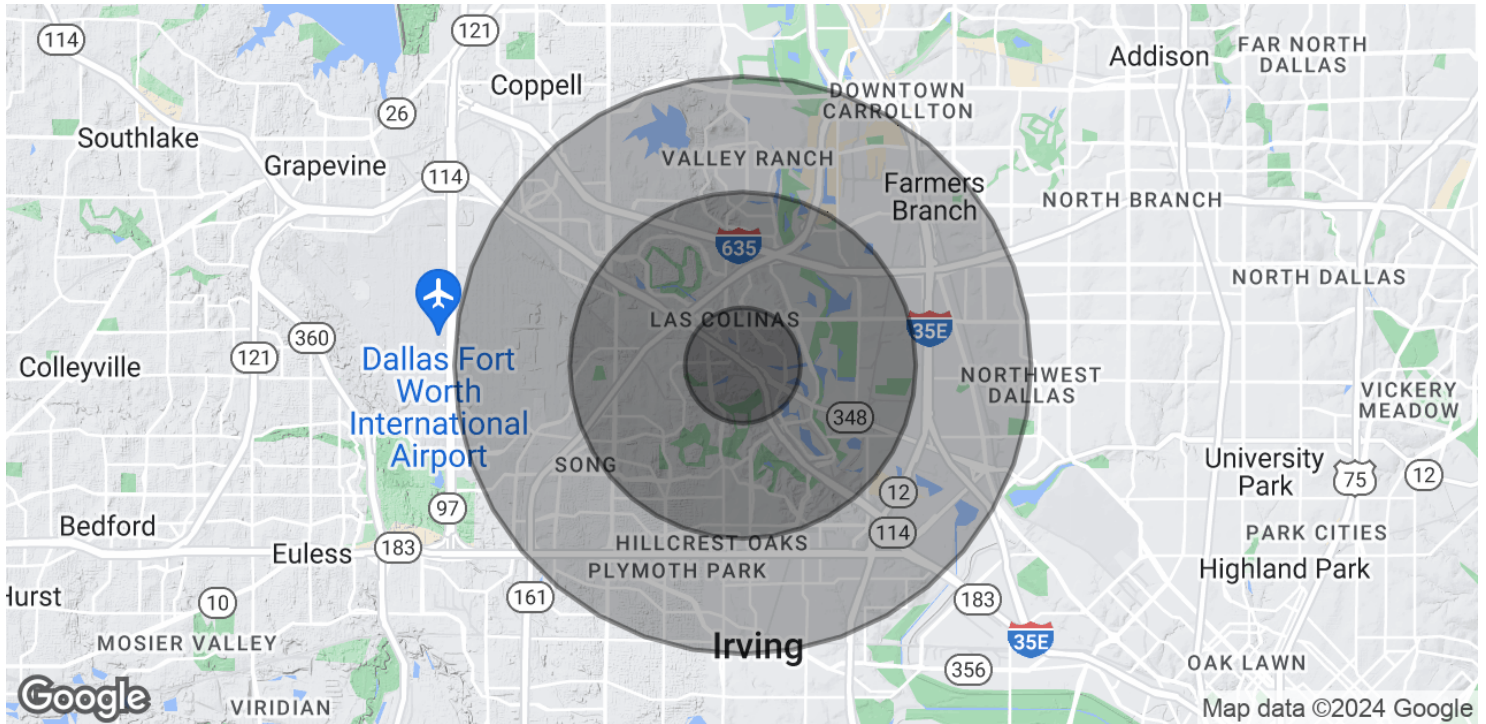 114
121
Addison
FAR NORTH
DALLAS
Coppell
DOWNTOWN
CARROLLTON
26
Southlake
Grapevine
VALLEY RANCH
114
Farmers
Branch
NORTH BRANCH
635
NORTH DALLAS
LAS COLINAS
35E
360
121
Colleyville
Dallas Fort
Worth
International
Airport
NORTHWEST
DALLAS
VICKERY
MEADOW
348
SONG
University
Park
75
12
12
97
Bedford
114
PARK CITIES
Euless
183
HILLCREST OAKS
PLYMOTH PARK
Highland Park
Hurst
10
161
183
MOSIER VALLEY
Irving
35E
356
OAK LAWN
Google
VIRIDIAN
Map data ©2024 Google